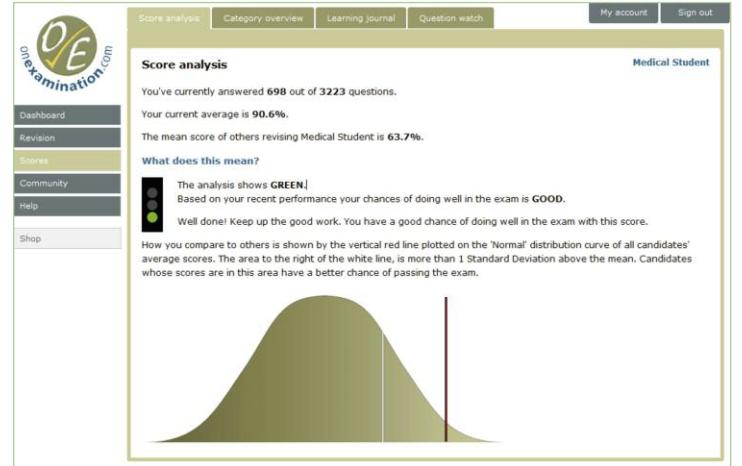 Score analysis
Category overview
Learning journal
Question watch
My account
Sign out
onexamination.com
Dashboard
Revision
Scores
Community
Help
Shop
Score analysis
Medical Student
You've currently answered 698 out of 3223 questions.
Your current average is 90.6%.
The mean score of others revising Medical Student is 63.7%.
What does this mean?
The analysis shows GREEN.
Based on your recent performance your chances of doing well in the exam is GOOD.
Well done! Keep up the good work. You have a good chance of doing well in the exam with this score.
How you compare to others is shown by the vertical red line plotted on the 'Normal' distribution curve of all candidates'
average scores. The area to the right of the white line, is more than 1 Standard Deviation above the mean. Candidates
whose scores are in this area have a better chance of passing the exam.